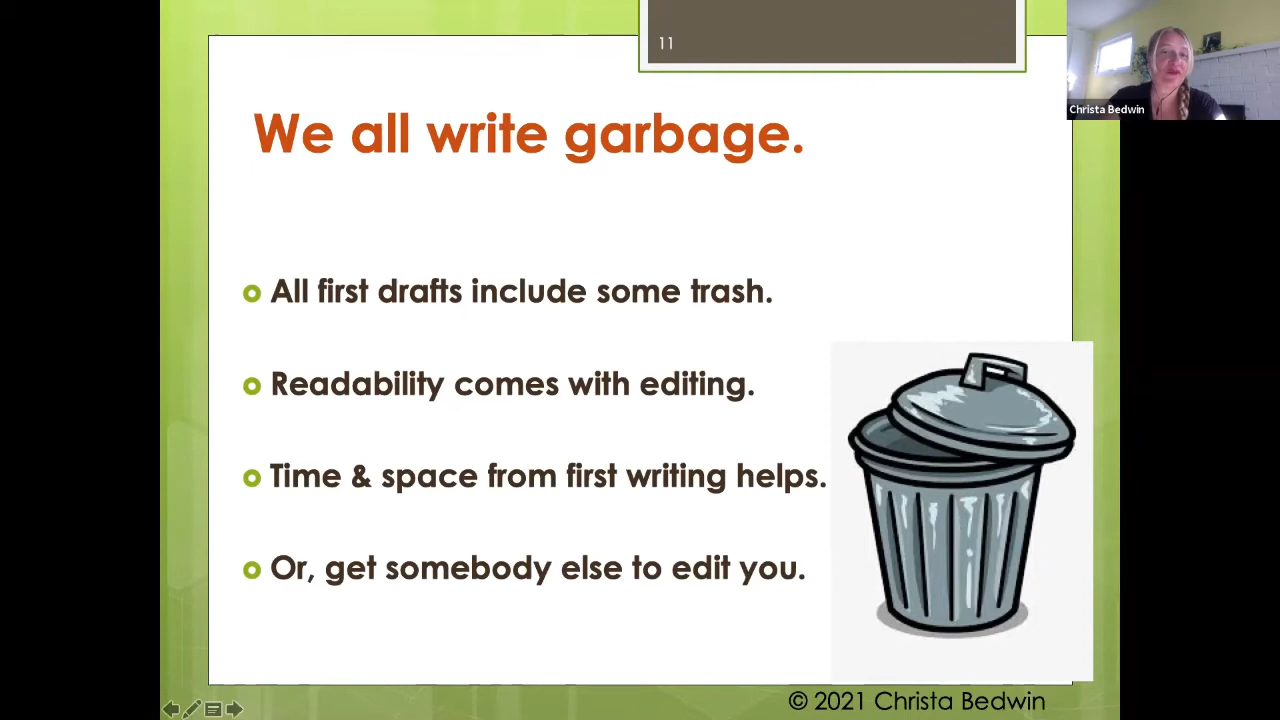 11
Christa Bedwin
We all write garbage.
All first drafts include some trash.
Readability comes with editing.
Time & space from first writing helps.
Or, get somebody else to edit you.
© 2021 Christa Bedwin